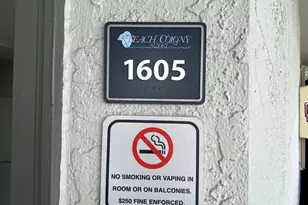 BEACH COLONY
1605
NO SMOKING OR VAPING IN
ROOM OR ON BALCONIES.
$250 FINE ENFORCED.